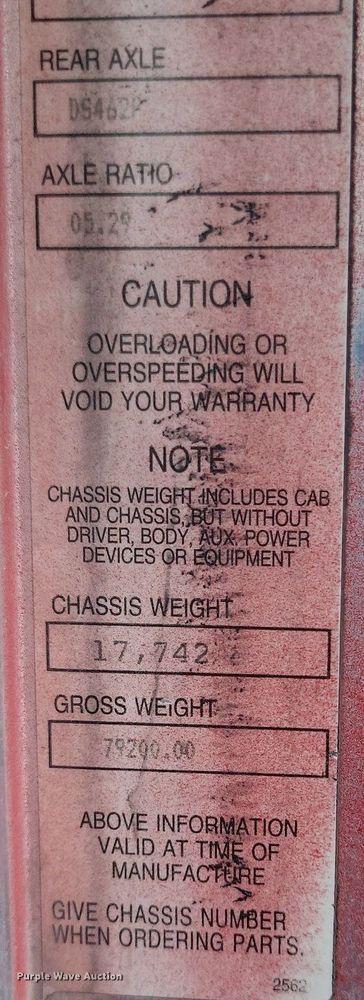 REAR AXLE
DS462P
AXLE RATIO
05.29
CAUTION
OVERLOADING OR
OVERSPEEDING WILL
VOID YOUR WARRANTY
NOTE
CHASSIS WEIGHT INCLUDES CAB
AND CHASSIS, BUT WITHOUT
DRIVER, BODY, AUX. POWER
DEVICES OR EQUIPMENT
CHASSIS WEIGHT
17,742
GROSS WEIGHT
79200.00
ABOVE INFORMATION
VALID AT TIME OF
MANUFACTURE
GIVE CHASSIS NUMBER
WHEN ORDERING PARTS.
Purple Wave Auction
2562